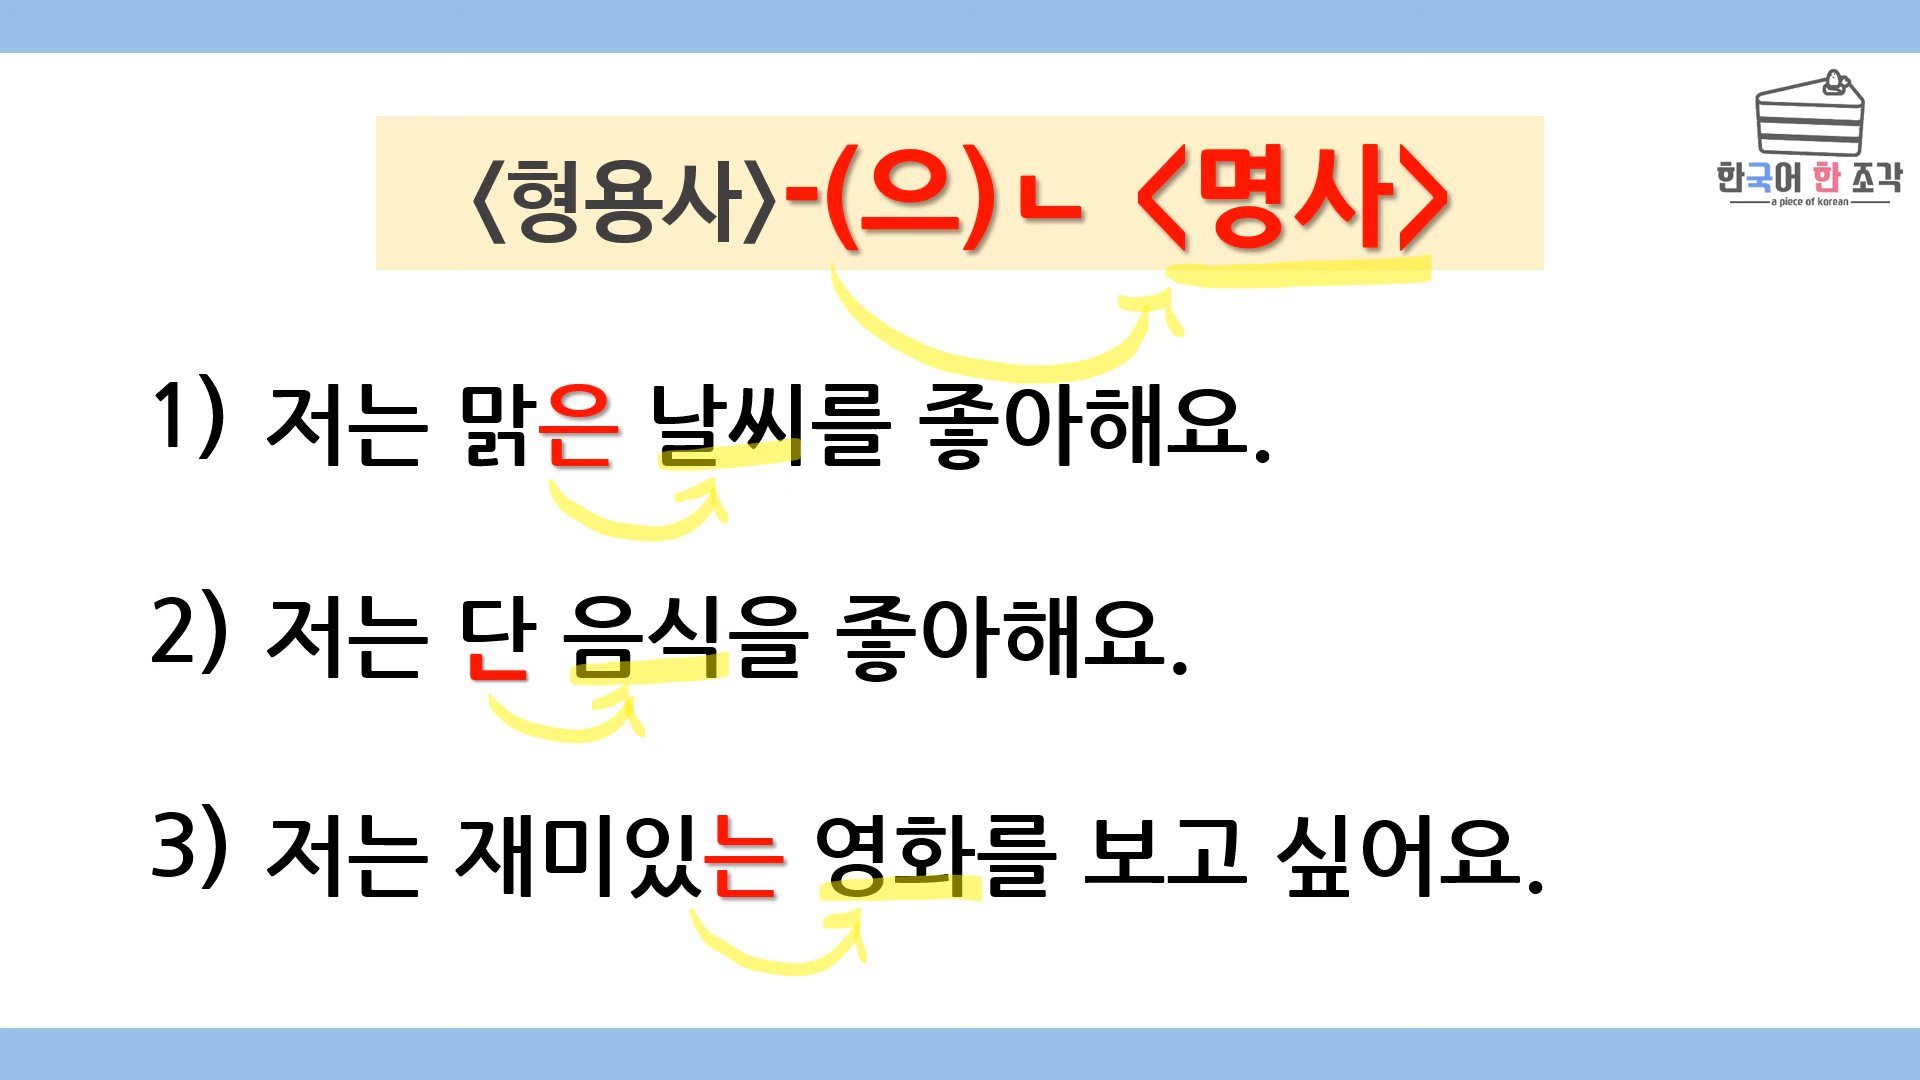 <형용사>-(으)ㄴ <명사>
한국어 한 조각
a piece of korean
1) 저는 맑은 날씨를 좋아해요.
2) 저는 단 음식을 좋아해요.
3) 저는 재미있는 영화를 보고 싶어요.